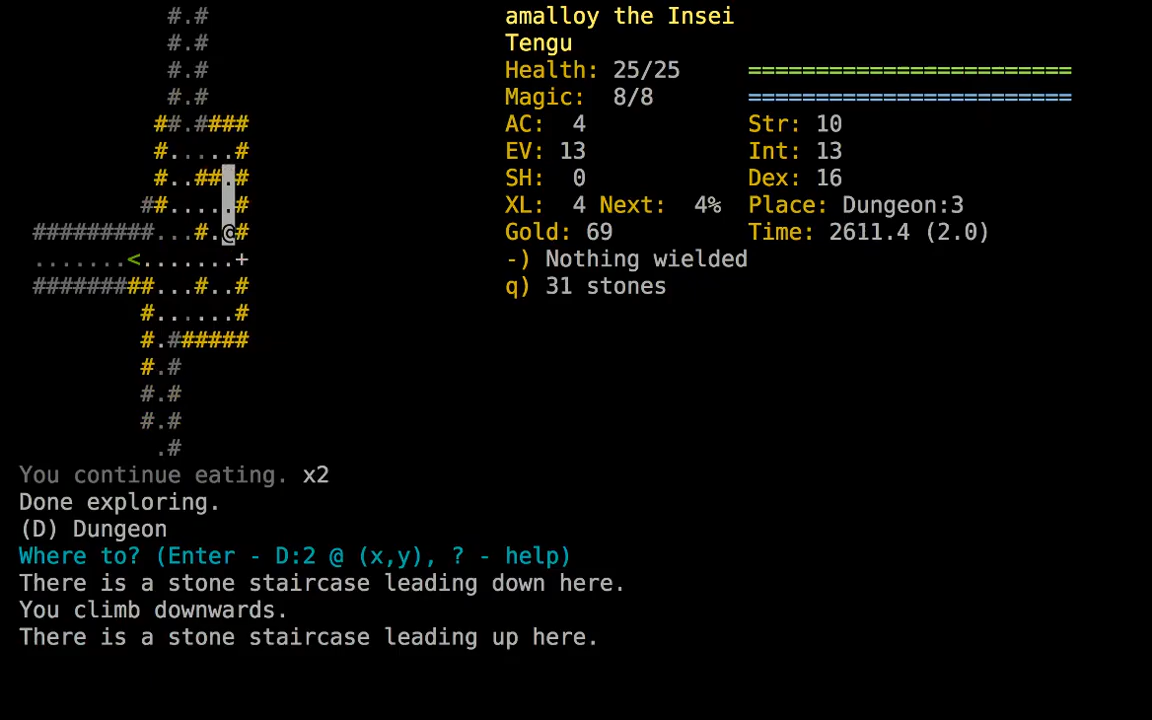 #.#
#.#
#.#
#.#
##.####
#.....#
#..##.#
##.....#
#########...#.@#
.......<.......+
#########...#..#
#......#
#.######
#.#
#.#
#.#
.#
amalloy the Insei
Tengu
Health: 25/25 ========================
Magic: 8/8 ========================
AC: 4 Str: 10
EV: 13 Int: 13
SH: 0 Dex: 16
XL: 4 Next: 4% Place: Dungeon:3
Gold: 69 Time: 2611.4 (2.0)
-) Nothing wielded
q) 31 stones
You continue eating. x2
Done exploring.
(D) Dungeon
Where to? (Enter - D:2 @ (x,y), ? - help)
There is a stone staircase leading down here.
You climb downwards.
There is a stone staircase leading up here.